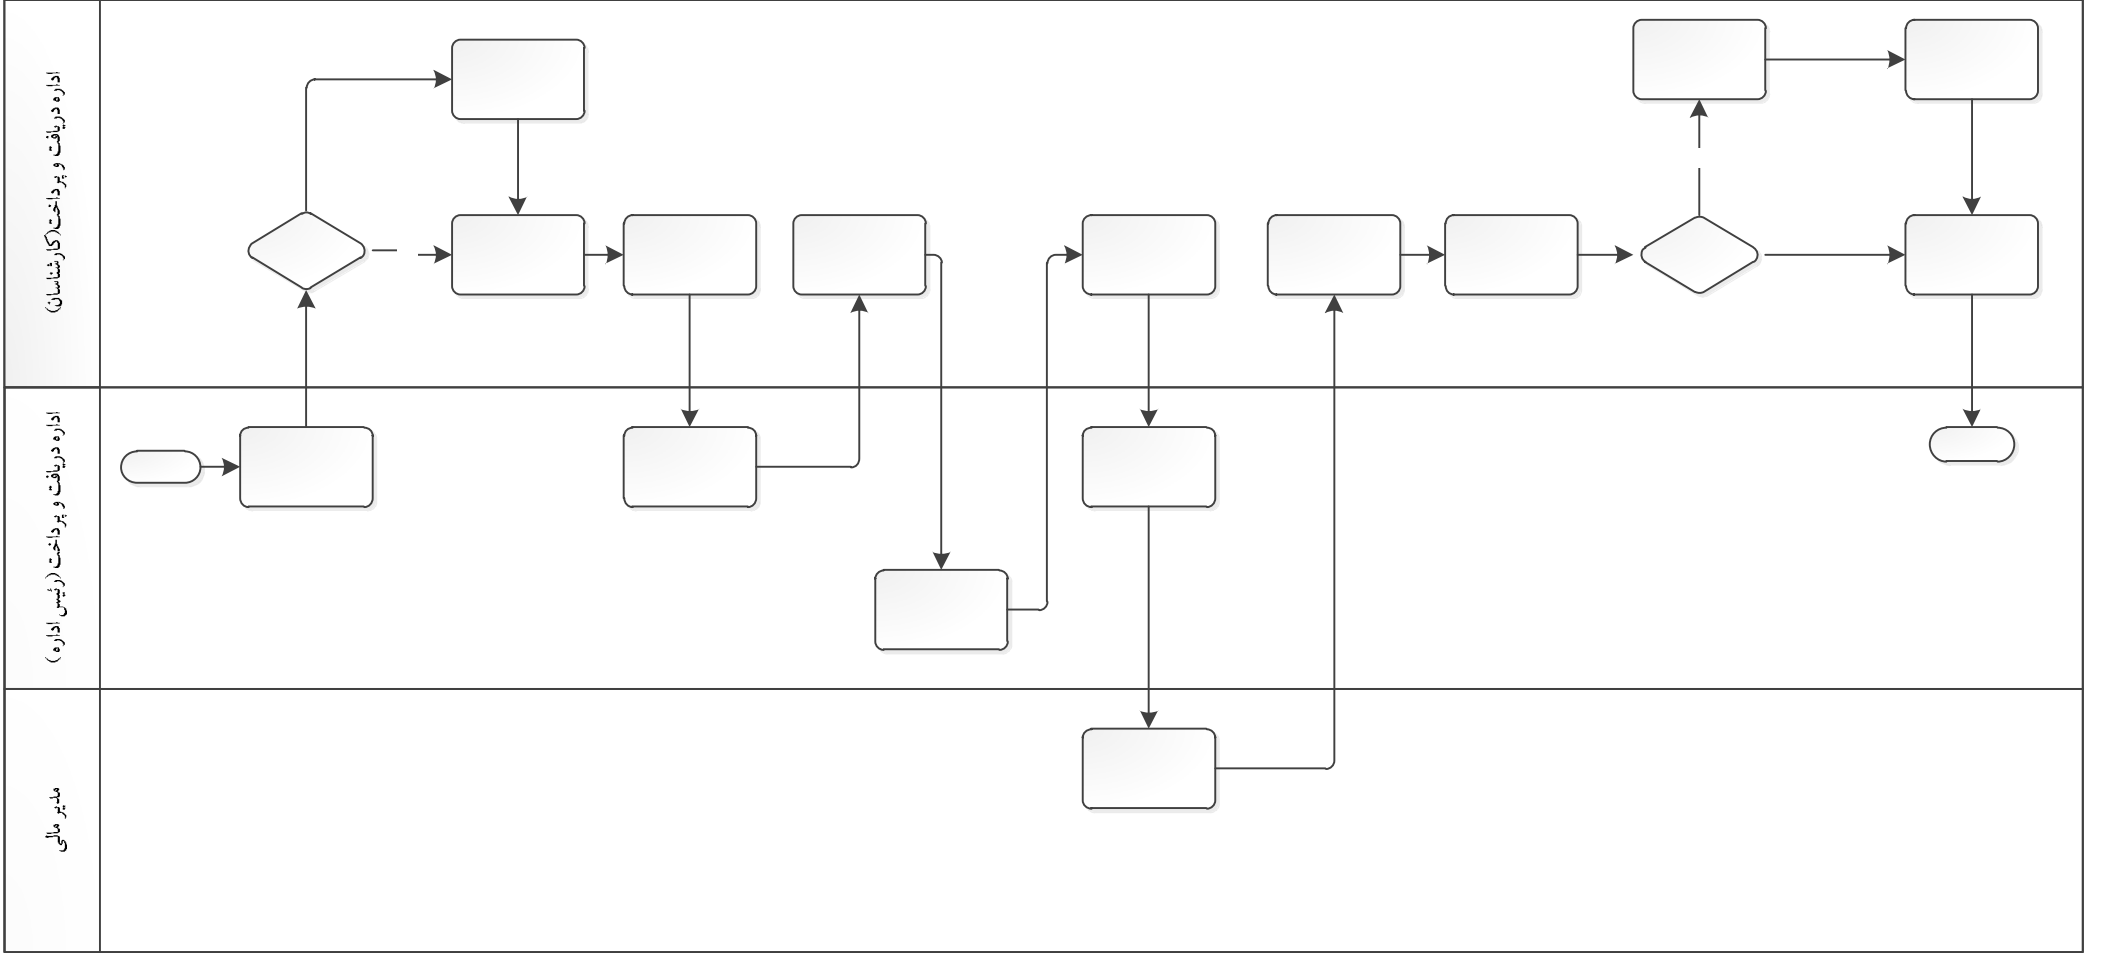 اداره دریافت و پرداخت(کارشناسان)
اداره دریافت و پرداخت(رئیس اداره )
مدیر مالی